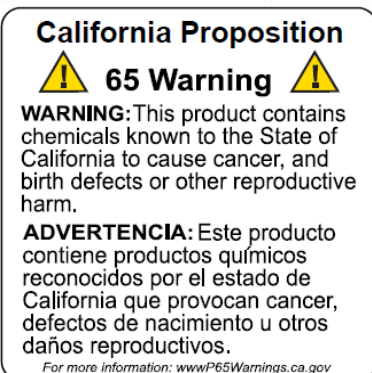 California Proposition
65 Warning
WARNING: This product contains
chemicals known to the State of
California to cause cancer, and
birth defects or other reproductive
harm.
ADVERTENCIA: Este producto
contiene productos químicos
reconocidos por el estado de
California que provocan cancer,
defectos de nacimiento u otros
daños reproductivos.
For more information: wwwP65Warnings.ca.gov